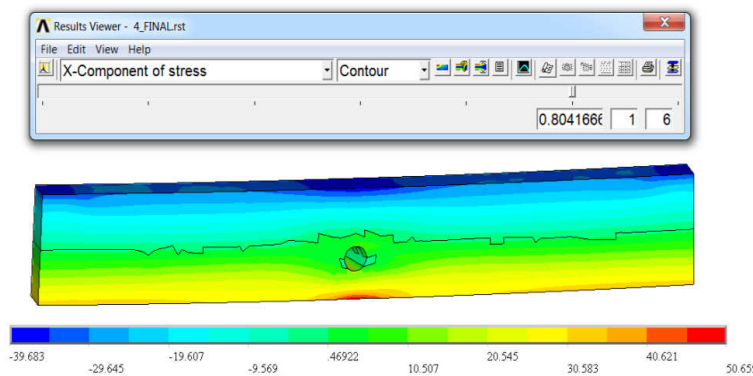 Results Viewer - 4_FINAL.rst
File Edit View Help
X-Component of stress Contour
0.8041666 1 6
-39.683 -19.607 .46922 20.545 40.621
-29.645 -9.569 10.507 30.583 50.659